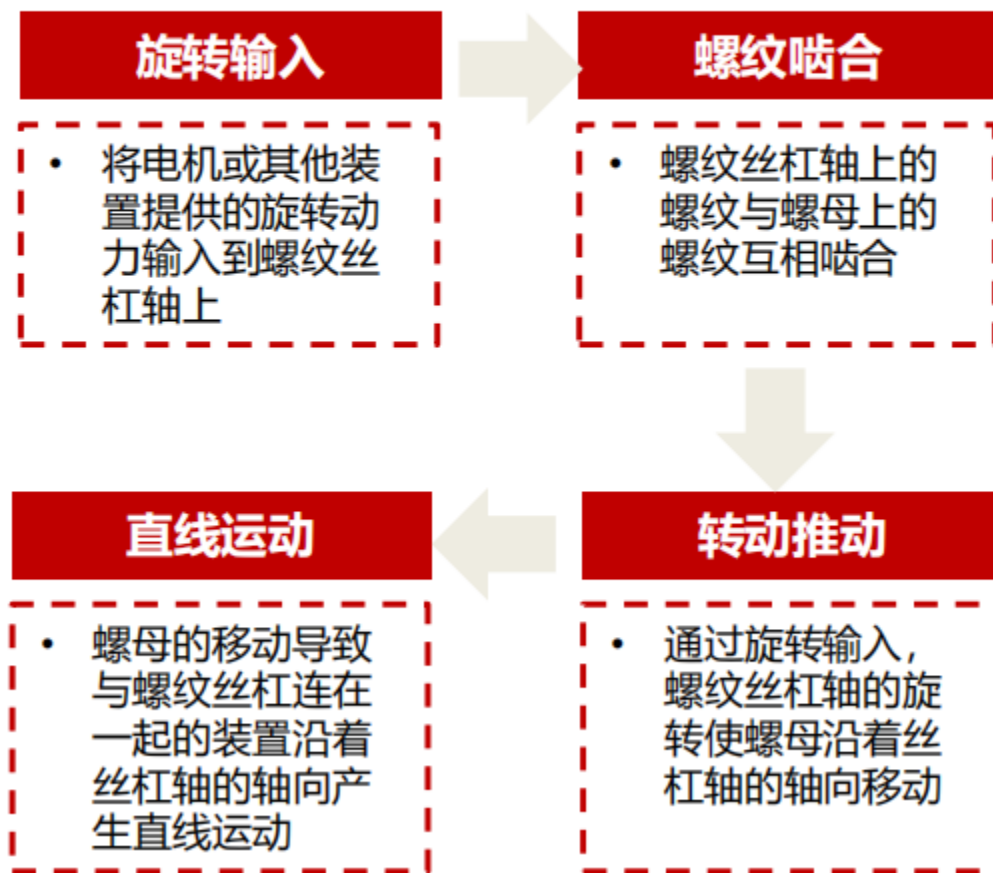 旋转输入
• 将电机或其他装
置提供的旋转动
力输入到螺纹丝
杠轴上
螺纹啮合
• 螺纹丝杠轴上的
螺纹与螺母上的
螺纹互相啮合
转动推动
• 通过旋转输入，
螺纹丝杠轴的旋
转使螺母沿着丝
杠轴的轴向移动
直线运动
• 螺母的移动导致
与螺纹丝杠连在
一起的装置沿着
丝杠轴的轴向产
生直线运动